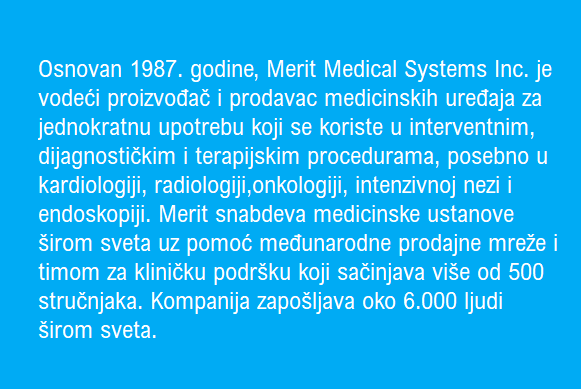 Osnovan 1987. godine, Merit Medical Systems Inc. je
vodeći proizvođač i prodavac medicinskih uređaja za
jednokratnu upotrebu koji se koriste u interventnim,
dijagnostičkim i terapijskim procedurama, posebno u
kardiologiji, radiologiji,onkologiji, intenzivnoj nezi i
endoskopiji. Merit snabdeva medicinske ustanove
širom sveta uz pomoć međunarodne prodajne mreže i
timom za kliničku podršku koji sačinjava više od 500
stručnjaka. Kompanija zapošljava oko 6.000 ljudi
širom sveta.